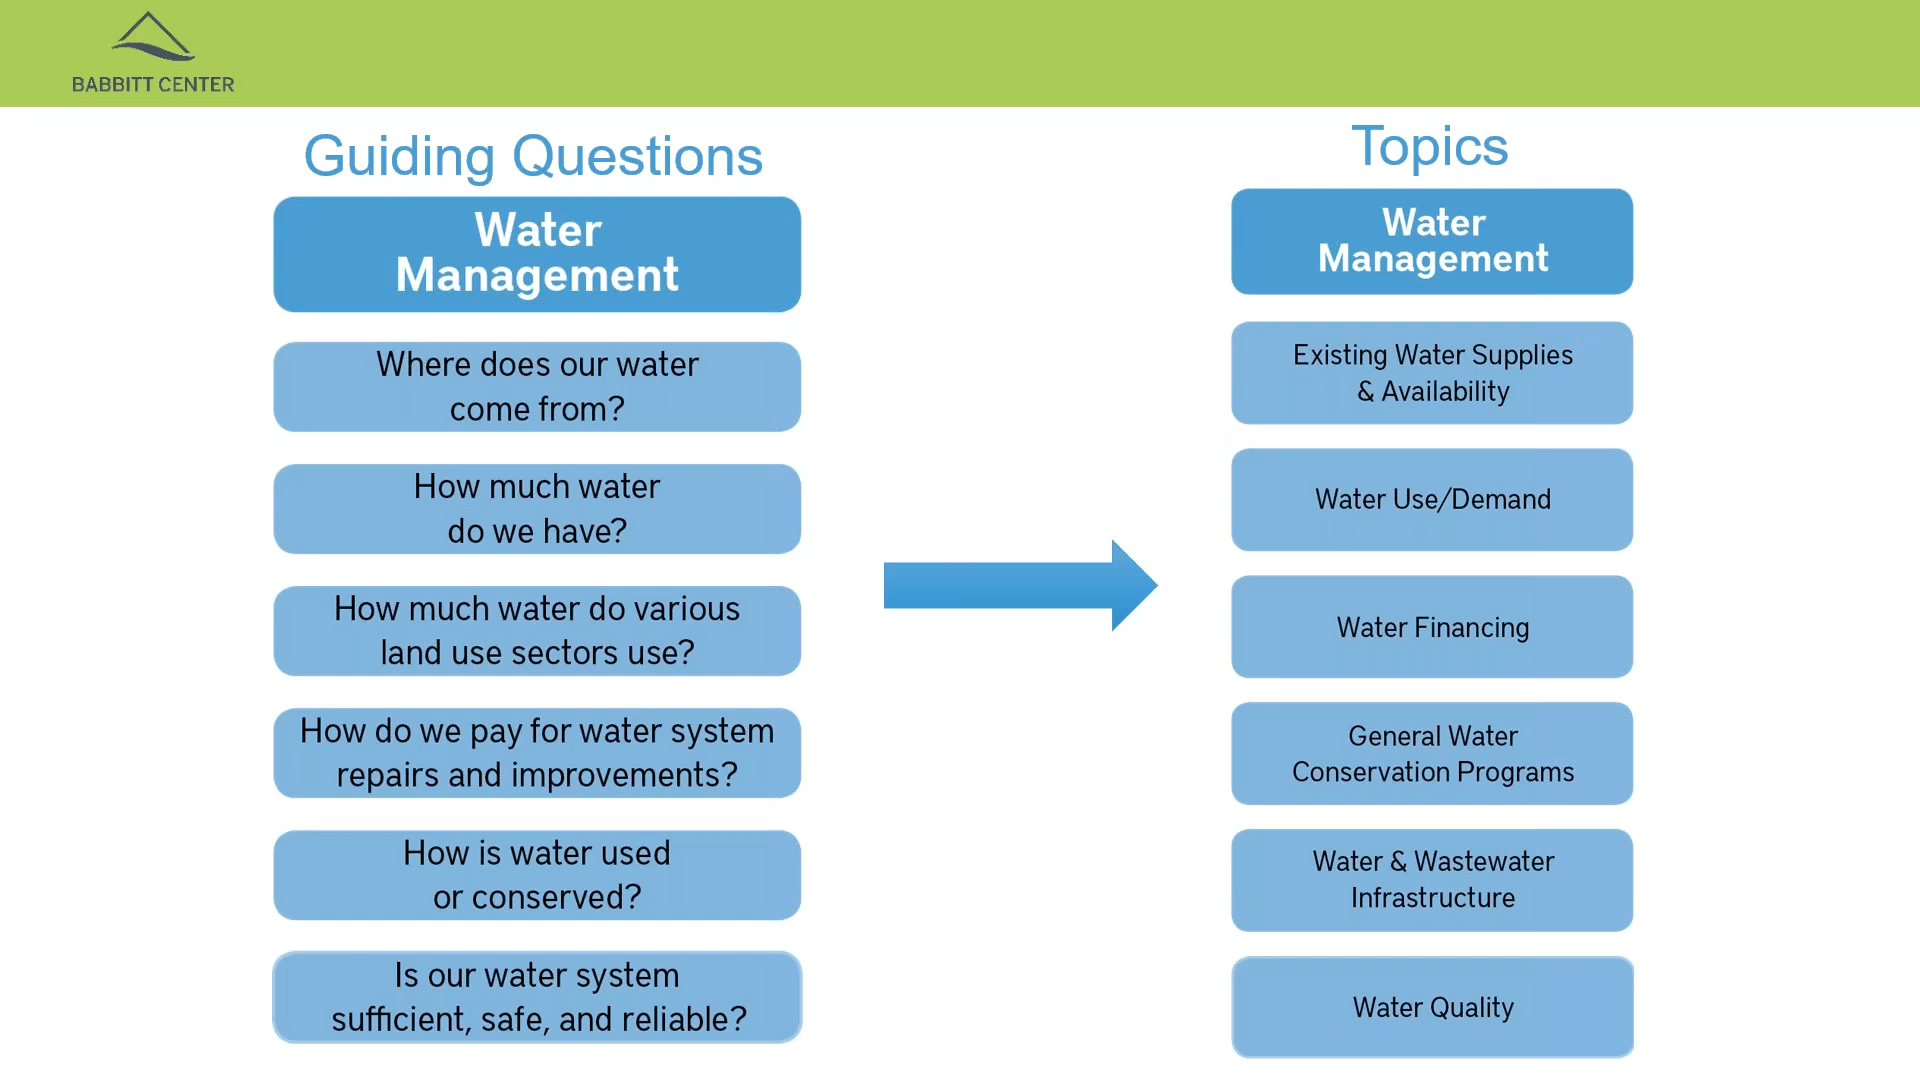 BABBITT CENTER
Guiding Questions
Water
Management
Where does our water
come from?
How much water
do we have?
How much water do various
land use sectors use?
How do we pay for water system
repairs and improvements?
How is water used
or conserved?
Is our water system
sufficient, safe, and reliable?
Topics
Water
Management
Existing Water Supplies
& Availability
Water Use/Demand
Water Financing
General Water
Conservation Programs
Water & Wastewater
Infrastructure
Water Quality